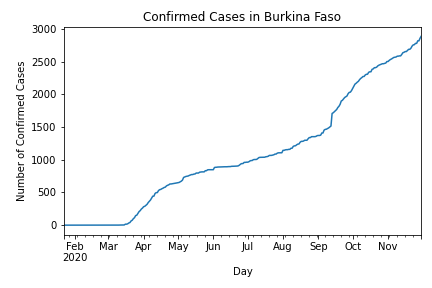 Confirmed Cases in Burkina Faso
3000
2500
2000
1500
1000
500
0
Number of Confirmed Cases
Feb Mar Apr May Jun Jul Aug Sep Oct Nov
2020
Day